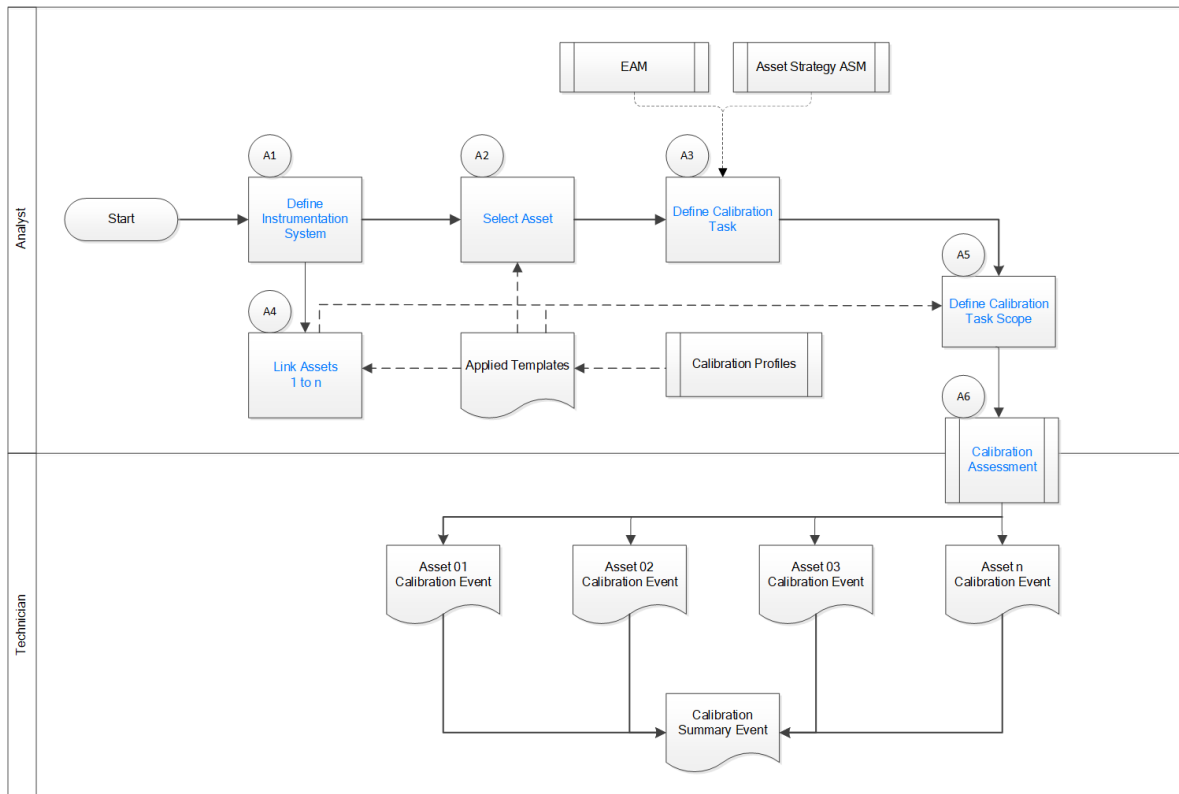 Analyst
EAM
Asset Strategy ASM
A1
A2
A3
Start
Define
Instrumentation
System
Select Asset
Define Calibration
Task
A5
Define Calibration
Task Scope
A4
Link Assets
1 to n
Applied Templates
Calibration Profiles
A6
Calibration
Assessment
Technician
Asset 01
Calibration Event
Asset 02
Calibration Event
Asset 03
Calibration Event
Asset n
Calibration Event
Calibration
Summary Event